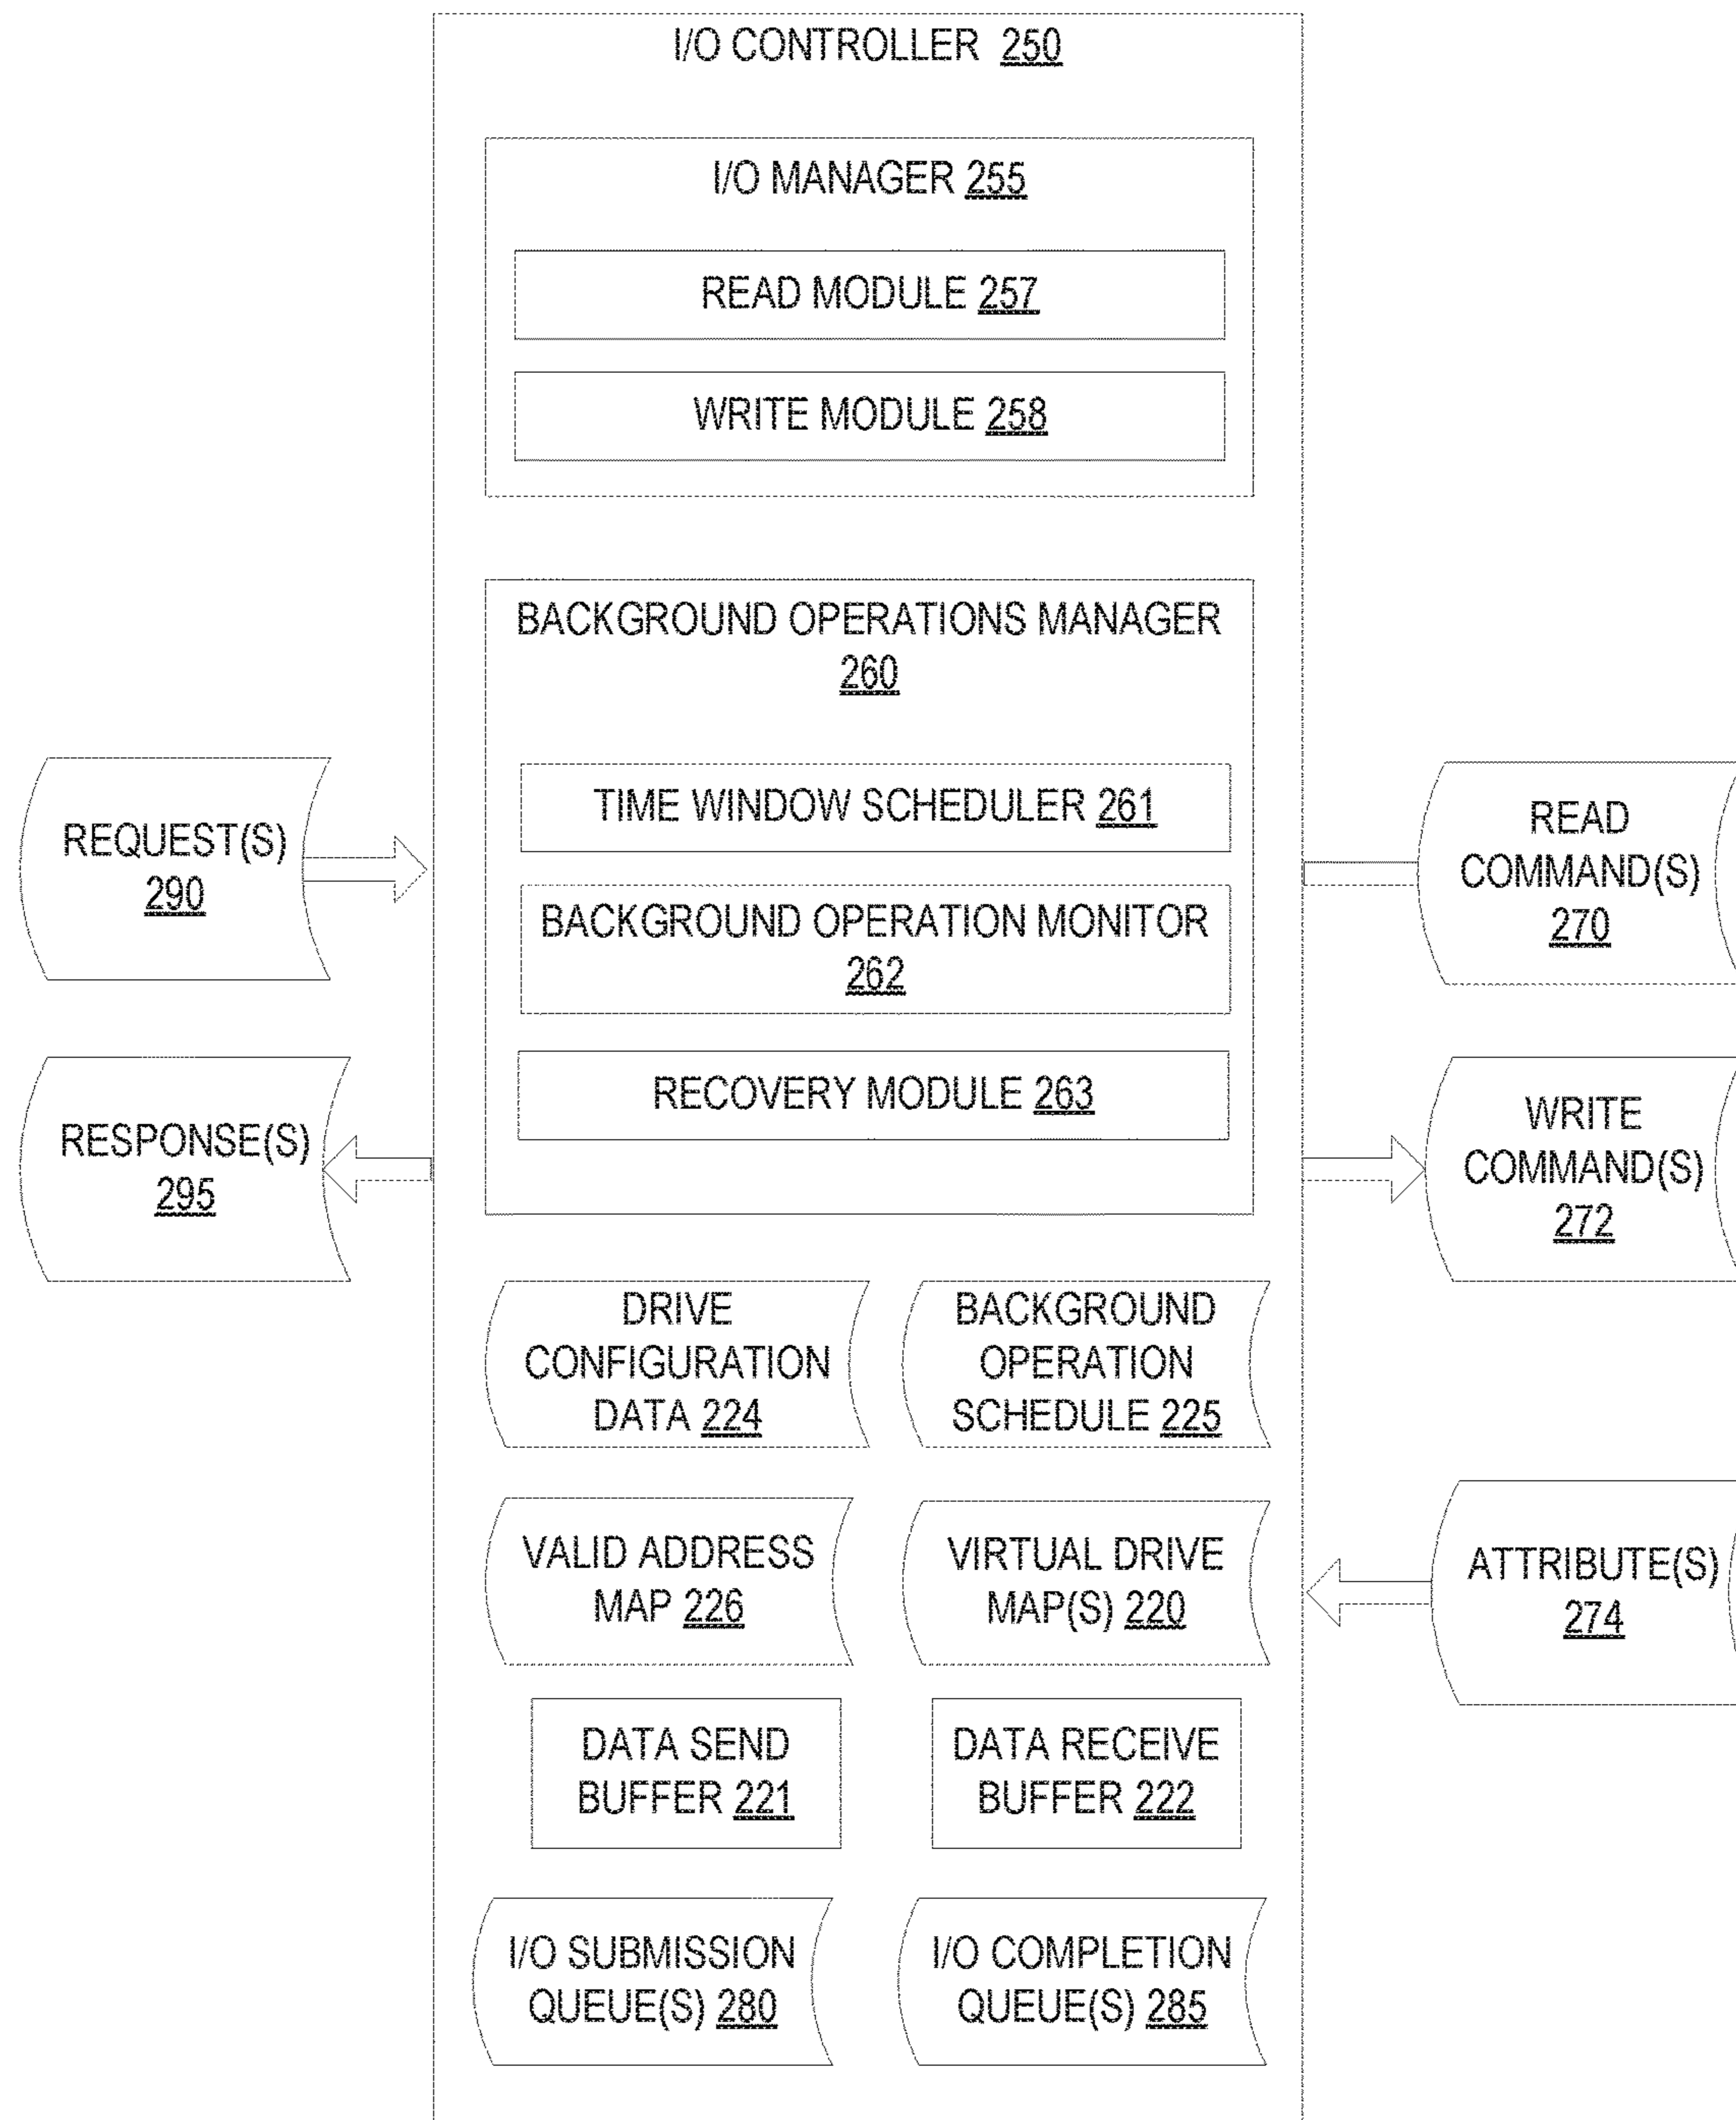 I/O CONTROLLER 250
I/O MANAGER 255
READ MODULE 257
WRITE MODULE 258
BACKGROUND OPERATIONS MANAGER
260
TIME WINDOW SCHEDULER 261
BACKGROUND OPERATION MONITOR
262
RECOVERY MODULE 263
REQUEST(S)
290
RESPONSE(S)
295
READ
COMMAND(S)
270
WRITE
COMMAND(S)
272
DRIVE
CONFIGURATION
DATA 224
BACKGROUND
OPERATION
SCHEDULE 225
VALID ADDRESS
MAP 226
VIRTUAL DRIVE
MAP(S) 220
ATTRIBUTE(S)
274
DATA SEND
BUFFER 221
DATA RECEIVE
BUFFER 222
I/O SUBMISSION
QUEUE(S) 280
I/O COMPLETION
QUEUE(S) 285